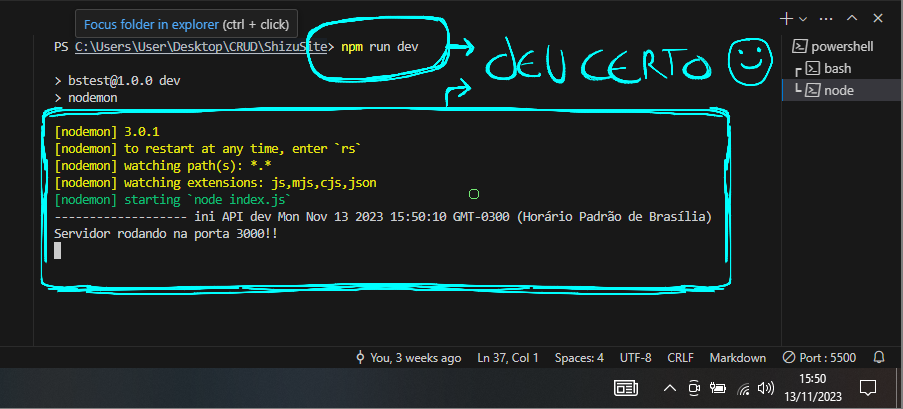 Focus folder in explorer (ctrl + click)
PS C:\Users\User\Desktop\CRUD\ShizuSite> npm run dev
DEU CERTO
powershell
bash
node
> bstest@1.0.0 dev
> nodemon
[nodemon] 3.0.1
[nodemon] to restart at any time, enter `rs`
[nodemon] watching path(s): *.*
[nodemon] watching extensions: js,mjs,cjs,json
[nodemon] starting `node index.js`
------------------- ini API dev Mon Nov 13 2023 15:50:10 GMT-0300 (Horário Padrão de Brasília)
Servidor rodando na porta 3000!!
You, 3 weeks ago Ln 37, Col 1 Spaces: 4 UTF-8 CRLF Markdown Port : 5500
15:50
13/11/2023